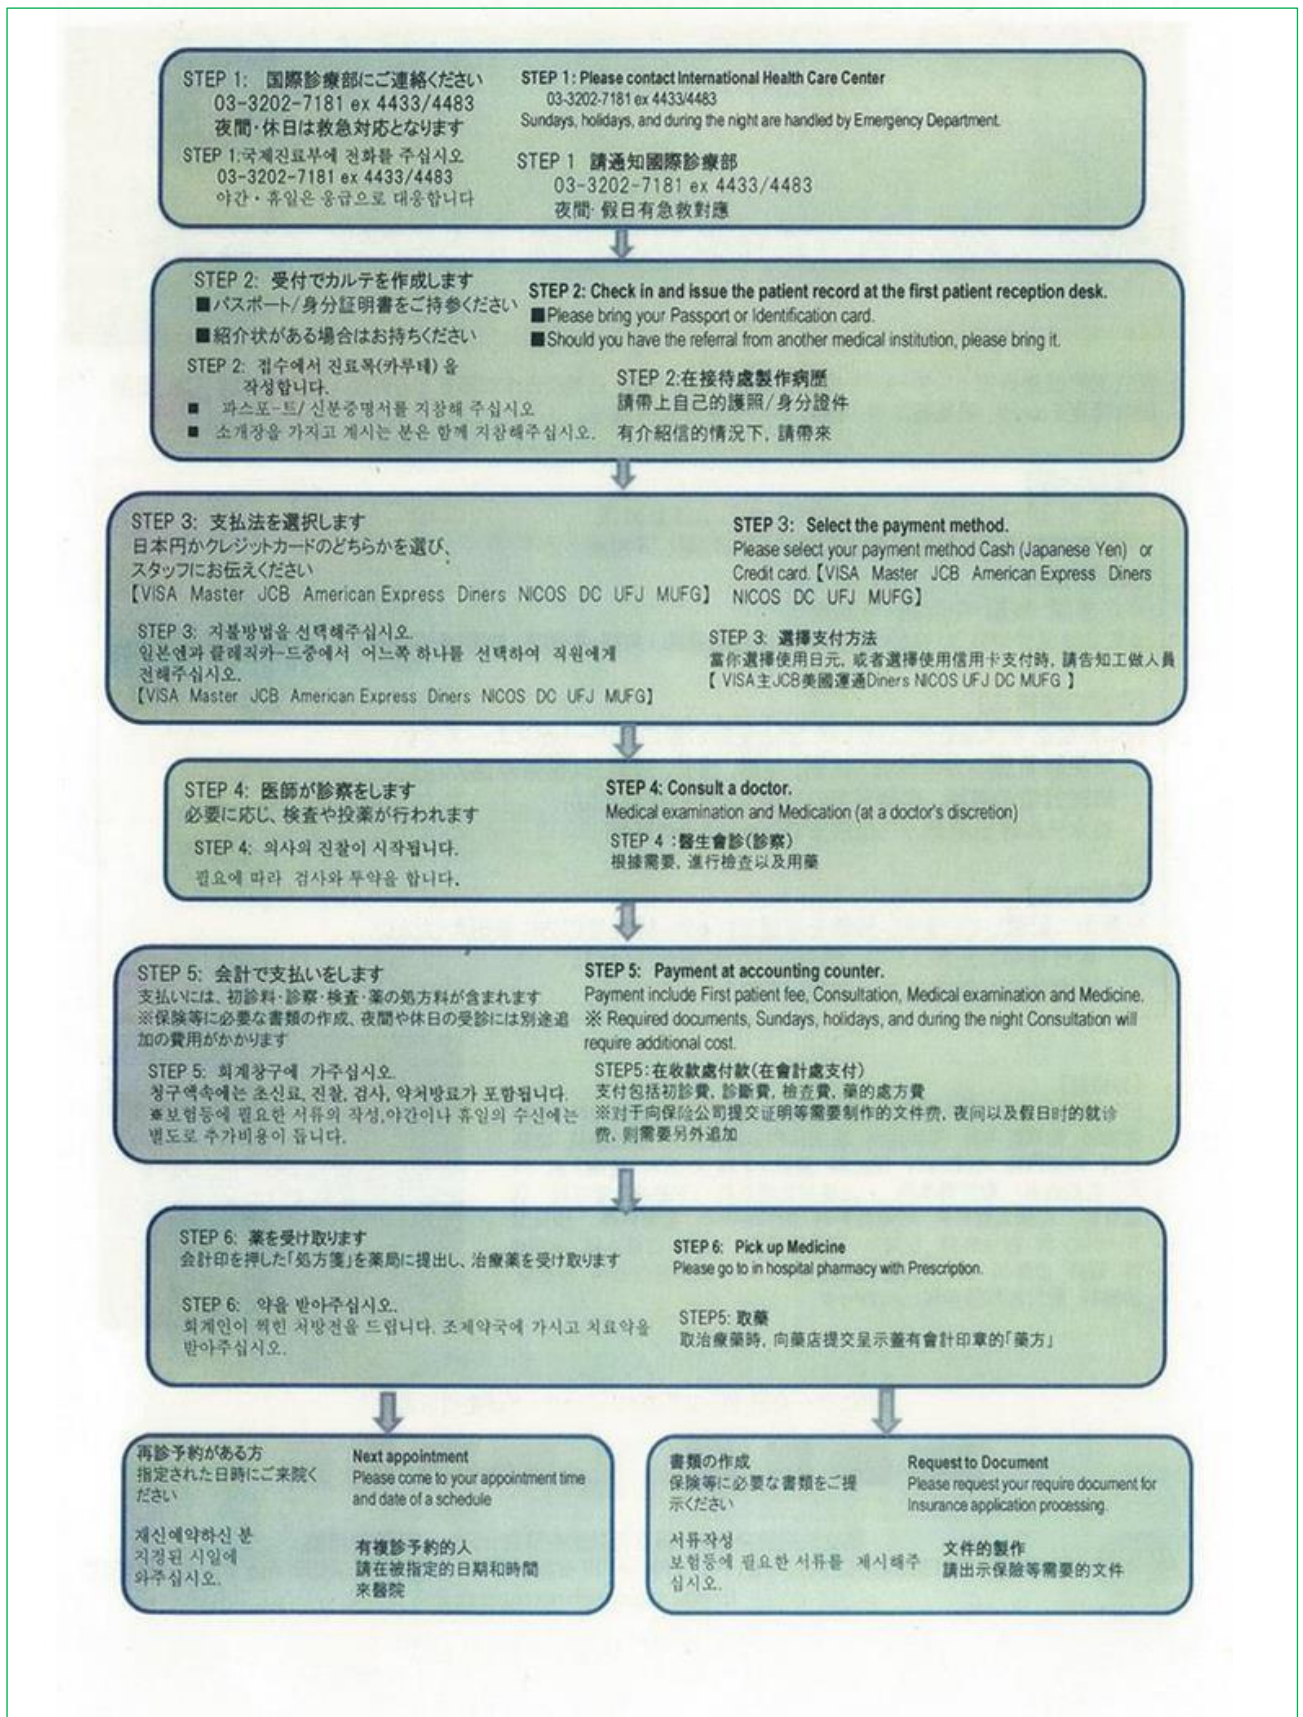 STEP 1: 国際診療部にご連絡ください
03-3202-7181 ex 4433/4483
夜間・休日は救急対応となります
STEP 1: Please contact International Health Care Center
03-3202-7181 ex 4433/4483
Sundays, holidays, and during the night are handled by Emergency Department.
STEP 1:국제진료부에 전화를 주십시오
03-3202-7181 ex 4433/4483
야간・휴일은 응급으로 대응합니다
STEP 1 請通知國際診療部
03-3202-7181 ex 4433/4483
夜間・假日有急救對應
STEP 2: 受付でカルテを作成します
■パスポート/身分証明書をご持参ください
■紹介状がある場合はお持ちください
STEP 2: Check in and issue the patient record at the first patient reception desk.
■Please bring your Passport or Identification card.
■Should you have the referral from another medical institution, please bring it.
STEP 2: 접수에서 진료목(카루테) 을
작성합니다.
■ 파스포-트/ 신분증명서를 지참해 주십시오
■ 소개장을 가지고 계시는 분은 함께 지참해주십시오.
STEP 2:在接待處製作病歷
請帶上自己的護照/身分證件
有介紹信的情況下, 請帶來
STEP 3: 支払法を選択します
日本円かクレジットカードのどちらかを選び、
スタッフにお伝えください
【VISA Master JCB American Express Diners NICOS DC UFJ MUFG】
STEP 3: Select the payment method.
Please select your payment method Cash (Japanese Yen) or
Credit card.【VISA Master JCB American Express Diners
NICOS DC UFJ MUFG】
STEP 3: 지불방법을 선택해주십시오.
일본엔과 클레직카-드중에서 어느쪽 하나를 선택하여 직원에게
전해주십시오.
【VISA Master JCB American Express Diners NICOS DC UFJ MUFG】
STEP 3: 選擇支付方法
當你選擇使用日元, 或者選擇使用信用卡支付時, 請告知工做人員
【 VISA主JCB美國運通Diners NICOS UFJ DC MUFG 】
STEP 4: 医師が診察をします
必要に応じ、検査や投薬が行われます
STEP 4: Consult a doctor.
Medical examination and Medication (at a doctor's discretion)
STEP 4: 의사의 진찰이 시작됩니다.
필요에 따라 검사와 투약을 합니다.
STEP 4 :醫生會診(診察)
根據需要, 進行檢查以及用藥
STEP 5: 会計で支払いをします
支払いには、初診料・診察・検査・薬の処方料が含まれます
※保険等に必要な書類の作成、夜間や休日の受診には別途追
加の費用がかかります
STEP 5: Payment at accounting counter.
Payment include First patient fee, Consultation, Medical examination and Medicine.
※ Required documents, Sundays, holidays, and during the night Consultation will
require additional cost.
STEP 5: 회계창구에 가주십시오.
청구액속에는 초신료, 진찰, 검사, 약처방료가 포함됩니다.
※보험등에 필요한 서류의 작성,야간이나 휴일의 수신에는
별도로 추가비용이 듭니다.
STEP5: 在收款處付款(在會計處支付)
支付包括初診費, 診斷費, 檢查費, 藥的處方費
※对于向保险公司提交证明等需要制作的文件费, 夜间以及假日时的就诊
费, 则需要另外追加
STEP 6: 薬を受け取ります
会計印を押した「処方箋」を薬局に提出し、治療薬を受け取ります
STEP 6: Pick up Medicine
Please go to in hospital pharmacy with Prescription.
STEP 6: 약을 받아주십시오.
회계인이 찍힌 처방전을 드립니다. 조제약국에 가시고 치료약을
받아주십시오.
STEP5: 取藥
取治療藥時, 向藥店提交呈示蓋有會計印章的「藥方」
再診予約がある方
指定された日時にご来院く
ださい
Next appointment
Please come to your appointment time
and date of a schedule
재신예약하신 분
지정된 시일에
와주십시오.
有複診予約的人
請在被指定的日期和時間
來醫院
書類の作成
保険等に必要な書類をご提
示ください
Request to Document
Please request your require document for
Insurance application processing.
서류작성
보험등에 필요한 서류를 제시해주
십시오.
文件的製作
請出示保險等需要的文件